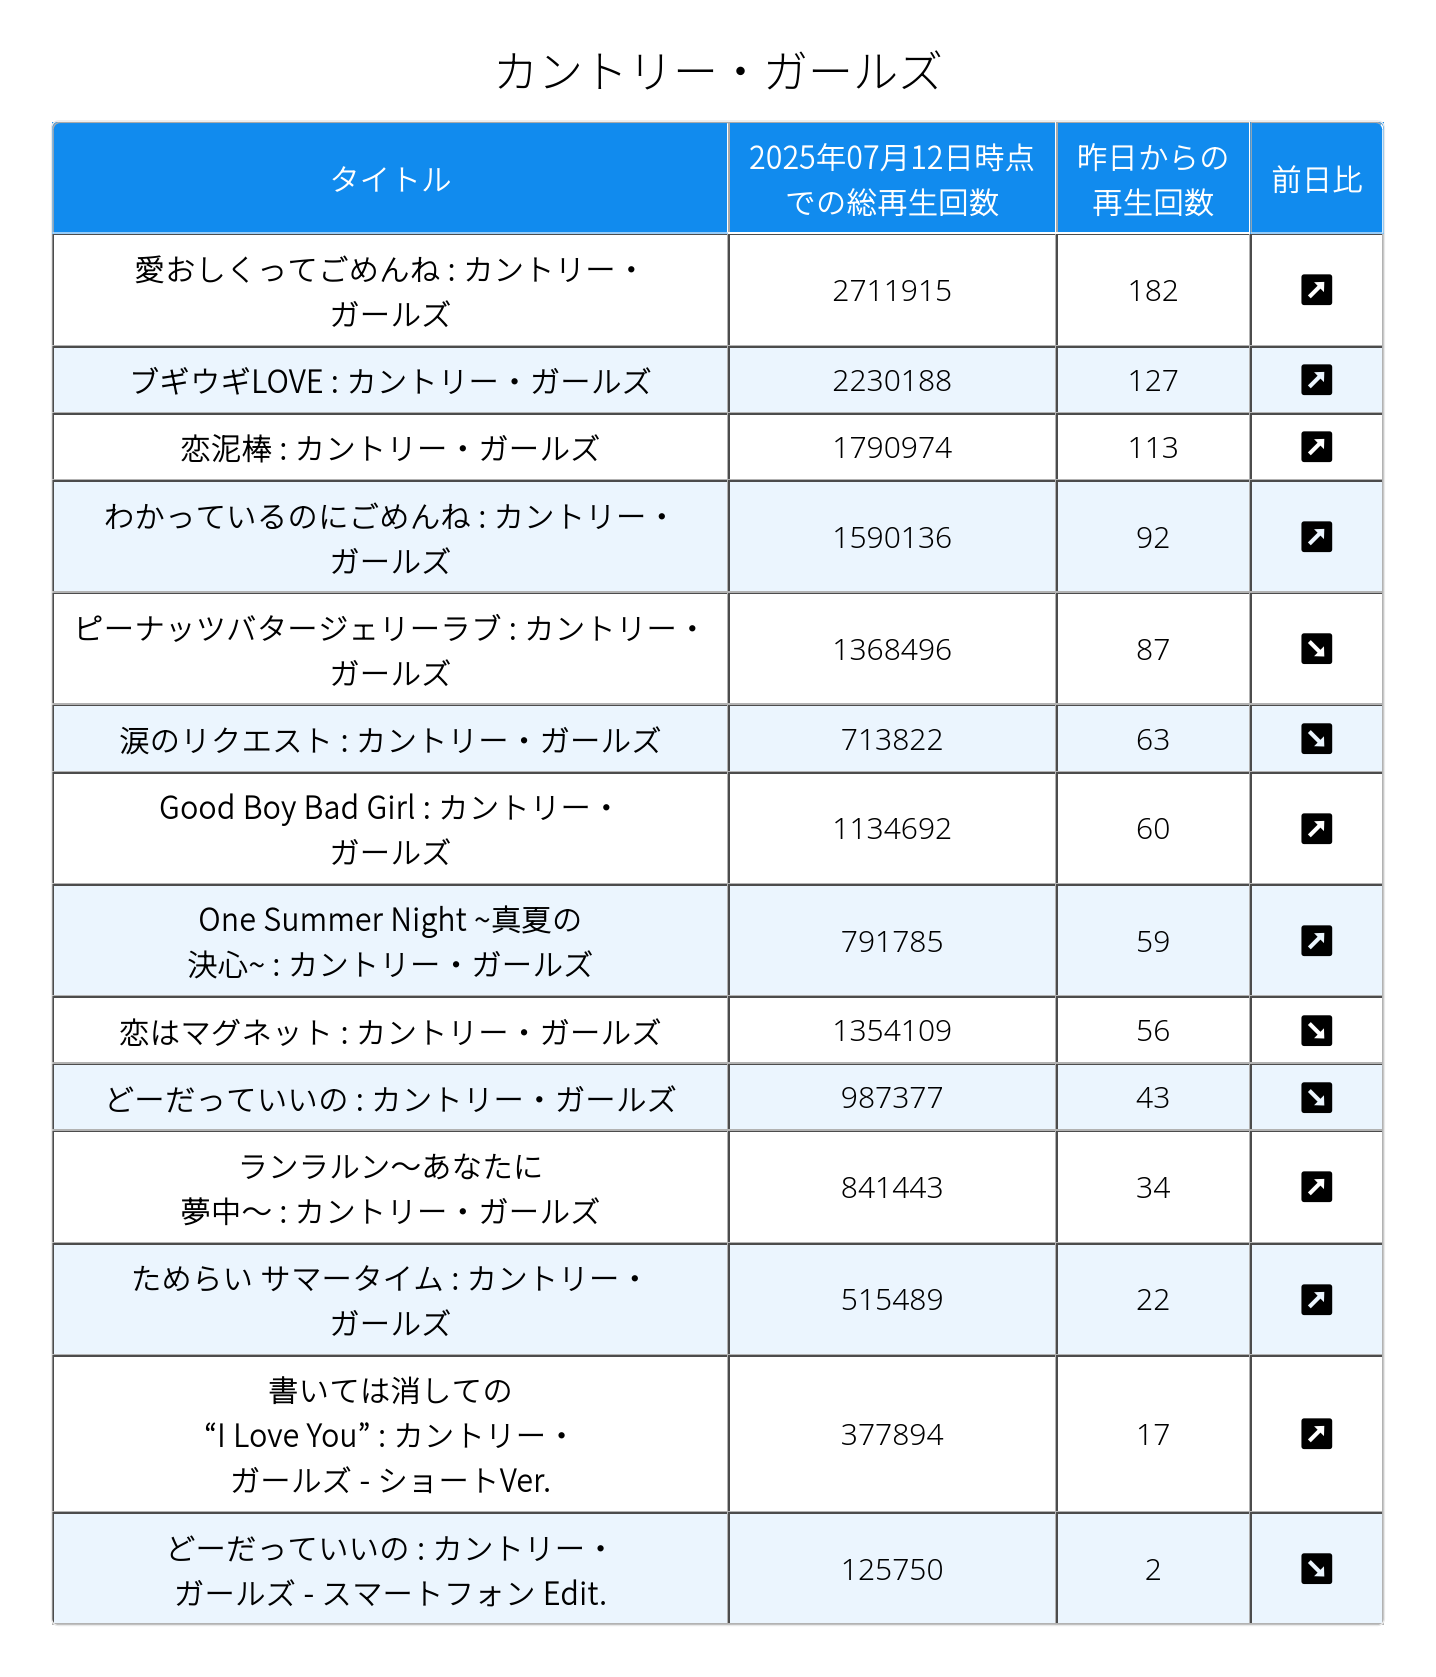 カントリー・ガールズ
タイトル
2025年07月12日時点
での総再生回数
昨日からの
再生回数
前日比
愛おしくってごめんね : カントリー・
ガールズ
2711915
182
ブギウギLOVE : カントリー・ガールズ
2230188
127
恋泥棒 : カントリー・ガールズ
1790974
113
わかっているのにごめんね : カントリー・
ガールズ
1590136
92
ピーナッツバタージェリーラブ : カントリー・
ガールズ
1368496
87
涙のリクエスト : カントリー・ガールズ
713822
63
Good Boy Bad Girl : カントリー・
ガールズ
1134692
60
One Summer Night ~真夏の
決心~ : カントリー・ガールズ
791785
59
恋はマグネット : カントリー・ガールズ
1354109
56
どーだっていいの : カントリー・ガールズ
987377
43
ランラルン〜あなたに
夢中〜 : カントリー・ガールズ
841443
34
ためらい サマータイム : カントリー・
ガールズ
515489
22
書いては消しての
“I Love You” : カントリー・
ガールズ - ショートVer.
377894
17
どーだっていいの : カントリー・
ガールズ - スマートフォン Edit.
125750
2